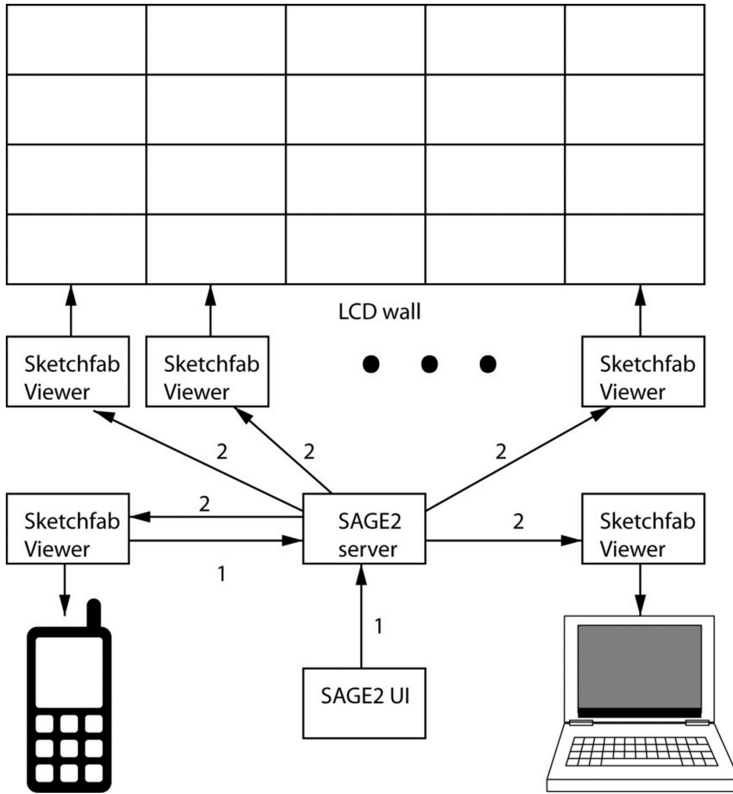 LCD wall
Sketchfab
Viewer
Sketchfab
Viewer
Sketchfab
Viewer
2
2
2
Sketchfab
Viewer
2
1
SAGE2
server
2
Sketchfab
Viewer
1
SAGE2 UI